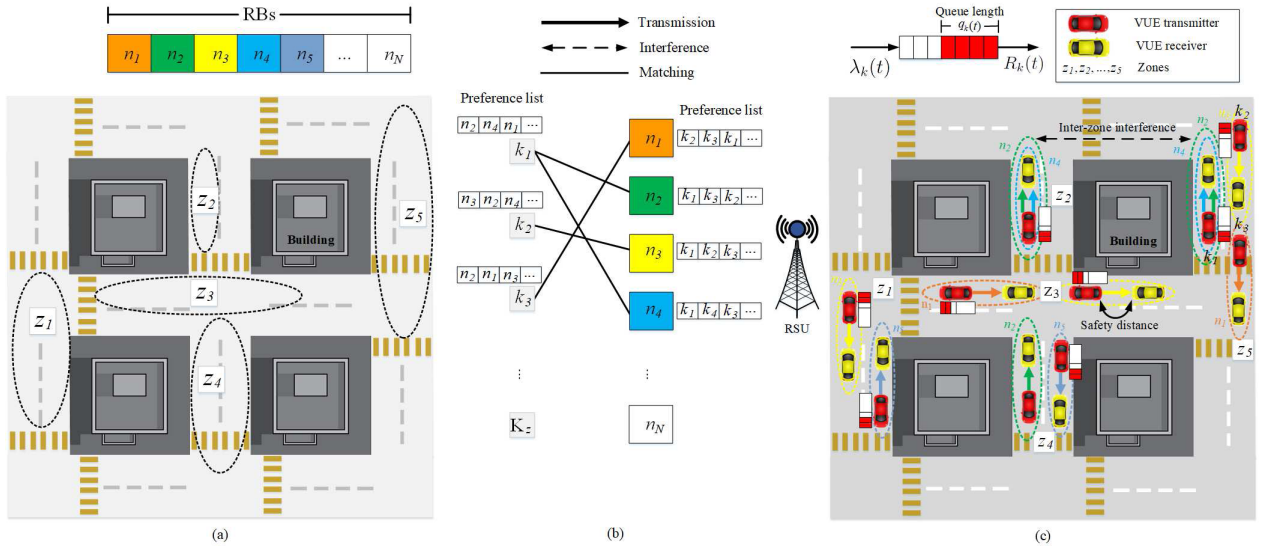 RBs
n1 n2 n3 n4 n5 ... nN
z2
z5
Building
z3
z1
z4
(a)
Transmission
Interference
Matching
Preference list
Preference list
n2 n4 n1 ...
k1
n1
k2 k3 k1 ...
n3 n2 n4 ...
k2
n2
k1 k3 k2 ...
n3
k1 k2 k3 ...
n2 n1 n3 ...
k3
n4
k1 k4 k3 ...
RSU
⋮
⋮
Kz
nN
(b)
Queue length
qk(t)
λk(t)
Rk(t)
VUE transmitter
VUE receiver
z1, z2, ...,z5 Zones
Inter-zone interference
n2
n4
z2
n2
n4
k2
k1
k3
Building
z1
z3
Safety distance
n1
z5
n2
n5
z4
(c)